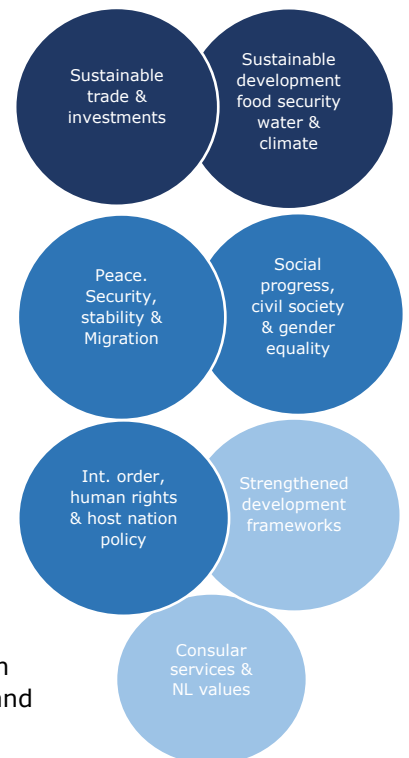 Sustainable
trade &
investments
Sustainable
development
food security
water &
climate
Peace.
Security,
stability &
Migration
Social
progress,
civil society
& gender
equality
Int. order,
human rights
& host nation
policy
Strengthened
development
frameworks
Consular
services &
NL values